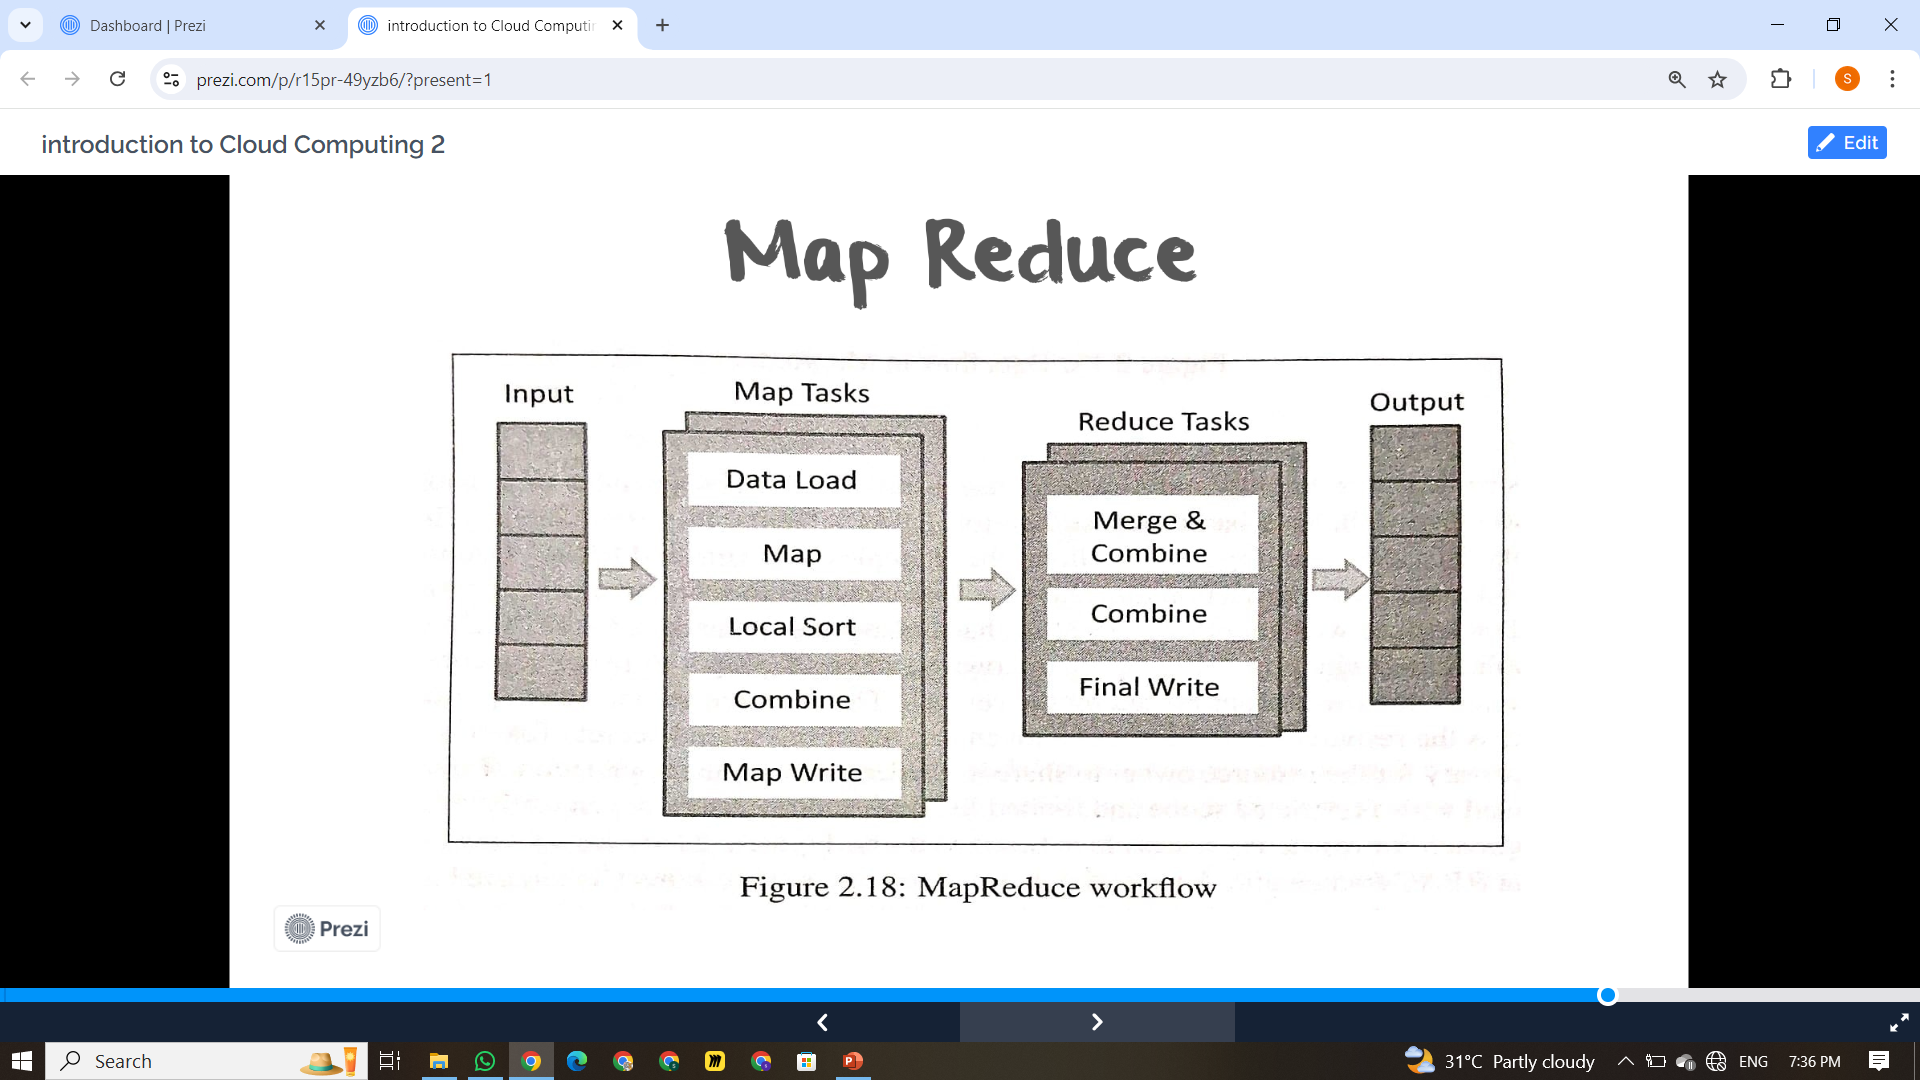 Dashboard | Prezi
introduction to Cloud Computin
prezi.com/p/r15pr-49yzb6/?present=1
S
introduction to Cloud Computing 2
Edit
Map Reduce
Input
Map Tasks
Reduce Tasks
Output
Data Load
Map
Local Sort
Combine
Map Write
Merge &
Combine
Combine
Final Write
Figure 2.18: MapReduce workflow
Prezi
Search
31°C Partly cloudy
ENG
7:36 PM